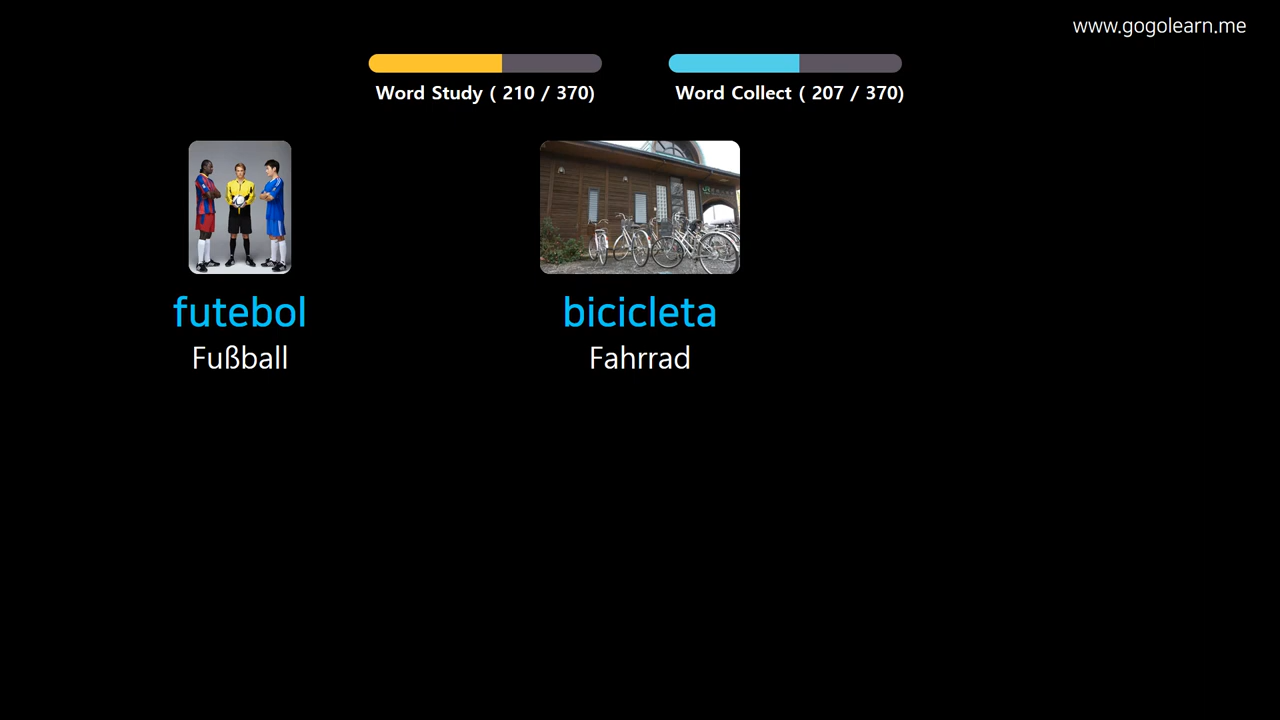 www.gogolearn.me
Word Study ( 210 / 370)
Word Collect ( 207 / 370)
futebol
Fußball
bicicleta
Fahrrad